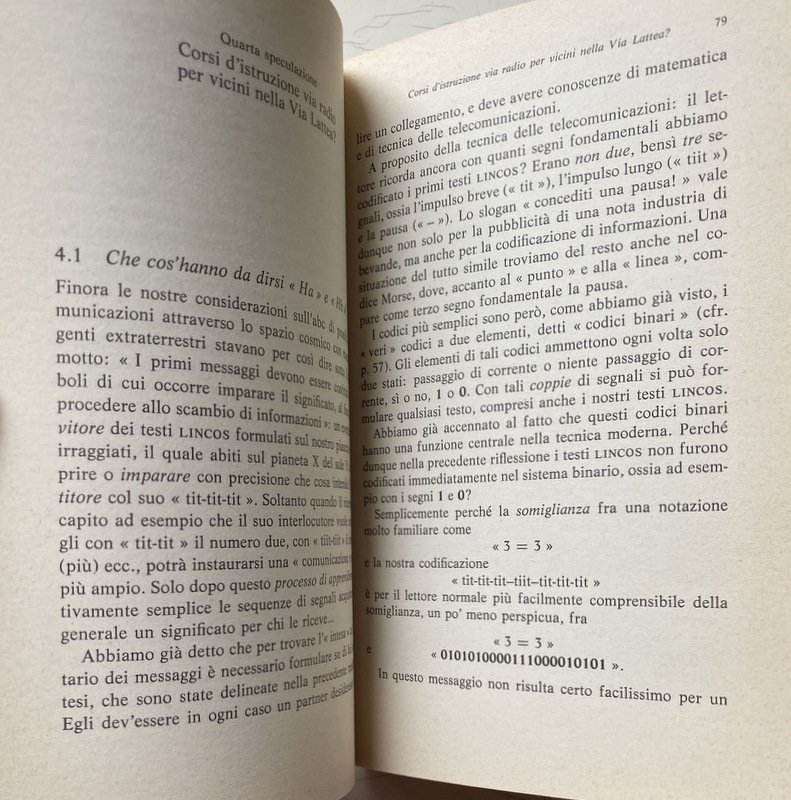 Quarta speculazione
Corsi d'istruzione via radio
per vicini nella Via Lattea?
4.1 Che cos'hanno da dirsi « Ha » e «
Finora le nostre considerazioni sull'abc di
municazioni attraverso lo spazio cosmico con
genti extraterrestri stavano per così dire sotto
motto: « I primi messaggi devono essere
boli di cui occorre imparare il significato, al
procedere allo scambio di informazioni »: un
vitore dei testi LINCOS formulati sul nostro
irraggiati, il quale abiti sul pianeta X del sole
prire o imparare con precisione che cosa
titore col suo « tit-tit-tit ». Soltanto quando il
capito ad esempio che il suo interlocutore vuole
gli con « tit-tit » il numero due, con « tiit-tiit »
(più) ecc., potrà instaurarsi una « comunicazione
più ampio. Solo dopo questo processo di
tivamente semplice le sequenze di segnali
generale un significato per chi le riceve...
Abbiamo già detto che per trovare l'« intesa »
tario dei messaggi è necessario formulare su di
tesi, che sono state delineate nella precedente
Egli dev'essere in ogni caso un partner
79
Corsi d'istruzione via radio per vicini nella Via Lattea?
lire un collegamento, e deve avere conoscenze di matematica
e di tecnica delle telecomunicazioni.
A proposito della tecnica delle telecomunicazioni: il let-
tore ricorda ancora con quanti segni fondamentali abbiamo
codificato i primi testi LINCOS? Erano non due, bensì tre se-
gnali, ossia l'impulso breve (« tit »), l'impulso lungo (« tiit »)
e la pausa (« – »). Lo slogan « concediti una pausa! » vale
dunque non solo per la pubblicità di una nota industria di
bevande, ma anche per la codificazione di informazioni. Una
situazione del tutto simile troviamo del resto anche nel co-
dice Morse, dove, accanto al « punto » e alla « linea », com-
pare come terzo segno fondamentale la pausa.
I codici più semplici sono però, come abbiamo già visto, i
« veri » codici a due elementi, detti « codici binari » (cfr.
p. 57). Gli elementi di tali codici ammettono ogni volta solo
due stati: passaggio di corrente o niente passaggio di cor-
rente, sì o no, 1 o 0. Con tali coppie di segnali si può for-
mulare qualsiasi testo, compresi anche i nostri testi LINCOS.
Abbiamo già accennato al fatto che questi codici binari
hanno una funzione centrale nella tecnica moderna. Perché
dunque nella precedente riflessione i testi LINCOS non furono
codificati immediatamente nel sistema binario, ossia ad esem-
pio con i segni 1 e 0?
Semplicemente perché la somiglianza fra una notazione
molto familiare come
« 3 = 3 »
e la nostra codificazione
« tit-tit-tit–tiit–tit-tit-tit »
è per il lettore normale più facilmente comprensibile della
somiglianza, un po' meno perspicua, fra
« 3 = 3 »
e
« 0101010000111000010101 ».
In questo messaggio non risulta certo facilissimo per un